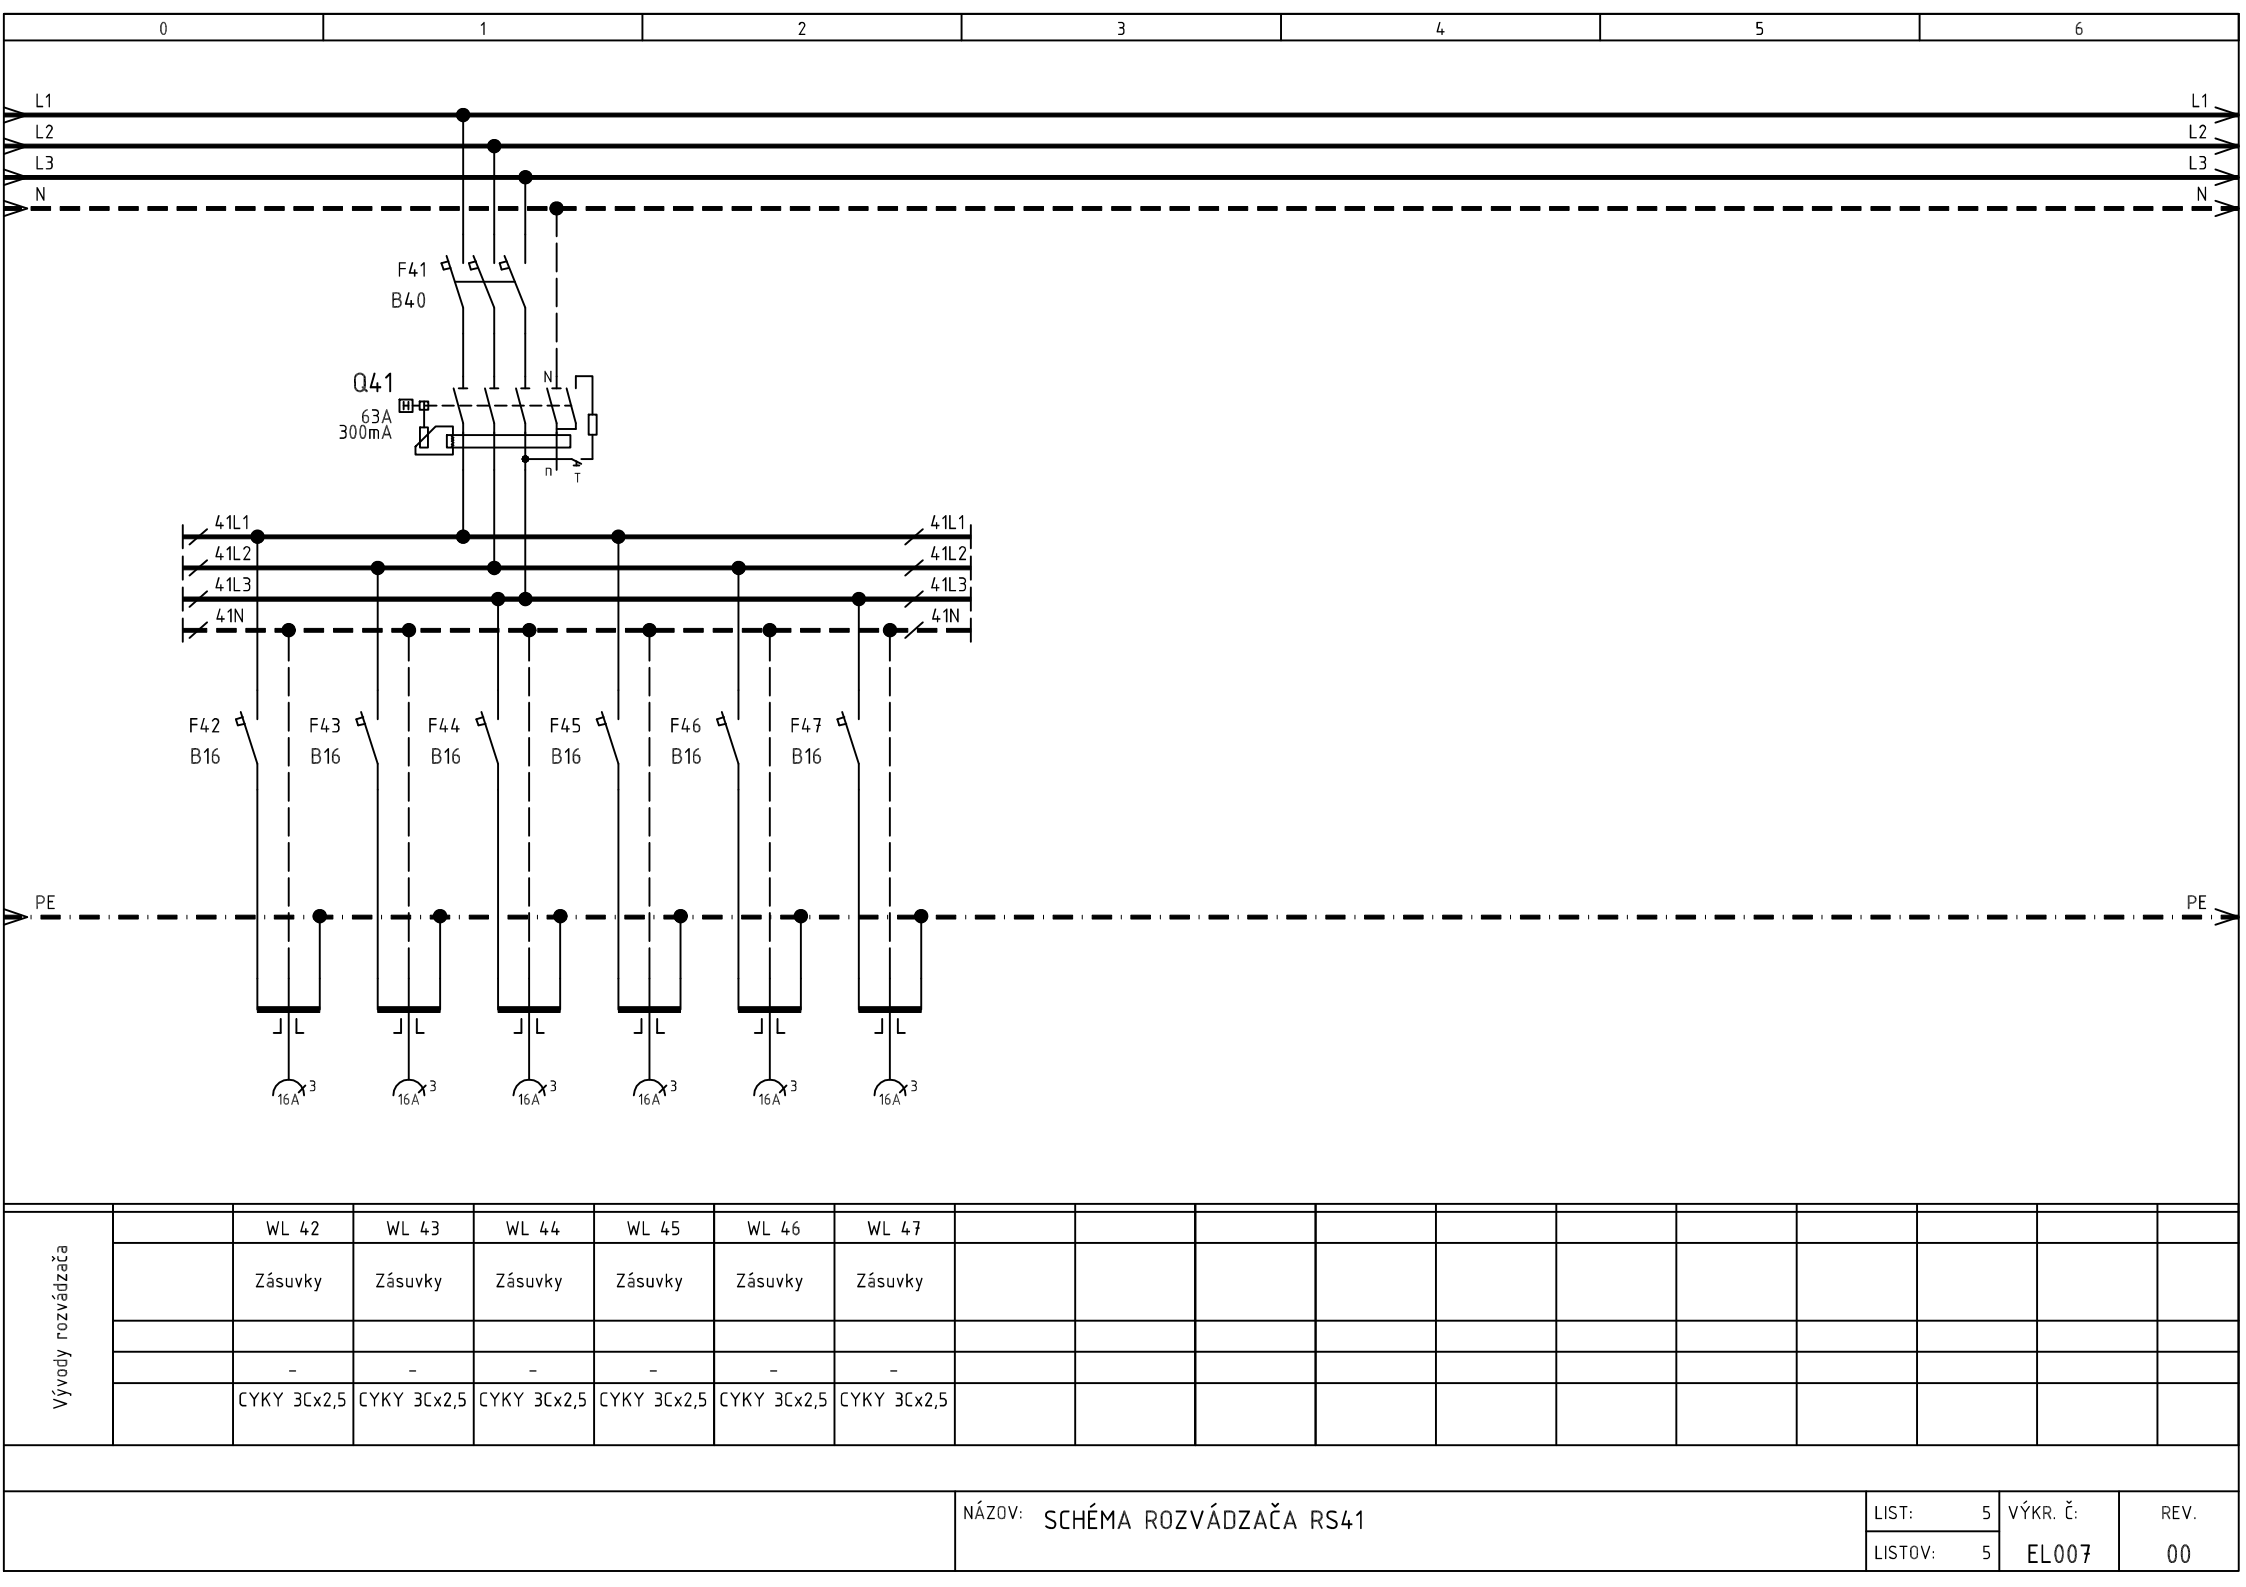 0 1 2 3 4 5 6
L1 L1
L2 L2
L3 L3
N N
F41
B40
Q41 N
63A
300mA
n T
41L1 41L1
41L2 41L2
41L3 41L3
41N 41N
F42 F43 F44 F45 F46 F47
B16 B16 B16 B16 B16 B16
PE PE
3 3 3 3 3 3
16A 16A 16A 16A 16A 16A
Vývody rozvádzača
WL 42 WL 43 WL 44 WL 45 WL 46 WL 47
Zásuvky Zásuvky Zásuvky Zásuvky Zásuvky Zásuvky
- - - - - -
CYKY 3Cx2,5 CYKY 3Cx2,5 CYKY 3Cx2,5 CYKY 3Cx2,5 CYKY 3Cx2,5 CYKY 3Cx2,5
NÁZOV: SCHÉMA ROZVÁDZAČA RS41
LIST: 5 VÝKR. Č: REV.
LISTOV: 5 EL007 00